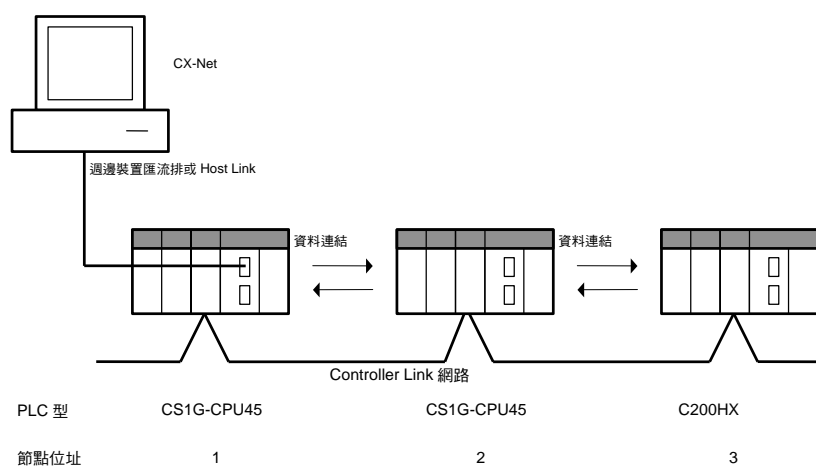 CX-Net
週邊裝置匯流排或 Host Link
資料連結
資料連結
Controller Link 網路
PLC 型 CS1G-CPU45 CS1G-CPU45 C200HX
節點位址 1 2 3